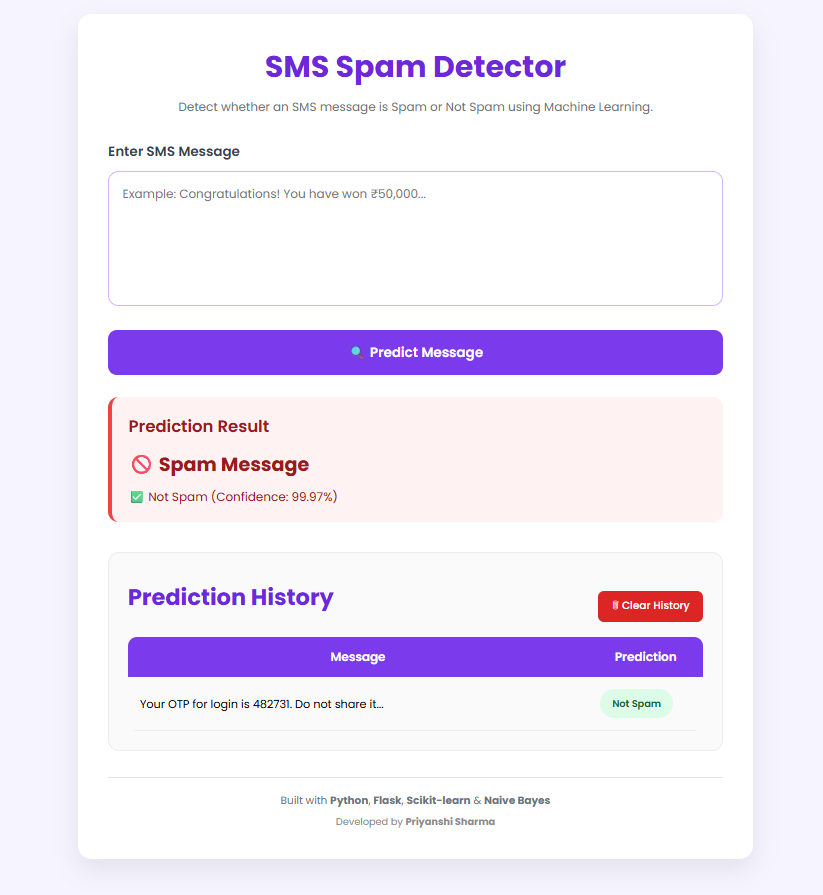 SMS Spam Detector
Detect whether an SMS message is Spam or Not Spam using Machine Learning.
Enter SMS Message
Example: Congratulations! You have won ₹50,000...
🔍 Predict Message
Prediction Result
🚫 Spam Message
✅ Not Spam (Confidence: 99.97%)
Prediction History
🗑 Clear History
Message Prediction
Your OTP for login is 482731. Do not share it... Not Spam
Built with Python, Flask, Scikit-learn & Naive Bayes
Developed by Priyanshi Sharma